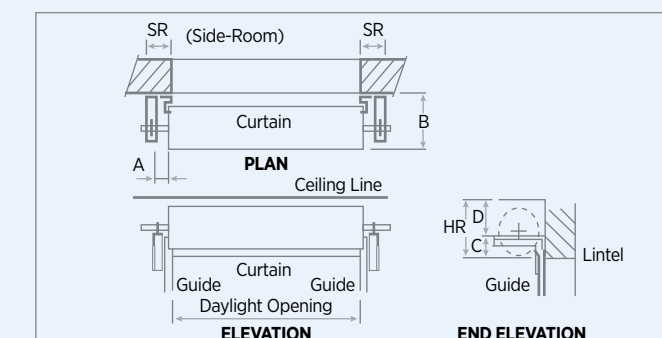 SR (Side-Room) SR
Curtain B
A PLAN
Ceiling Line
D
HR
C Lintel
Curtain
Guide Guide Guide
Daylight Opening
ELEVATION END ELEVATION